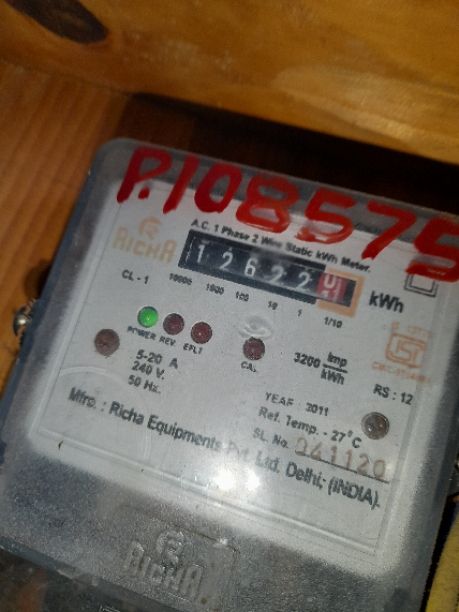 P.108575
A.C. 1 Phase 2 Wire Static kWh Meter.
RICHA
12622
kWh
CL - 1
10000 1000 100 10 1 1/10
POWER REV. EFLT
CAL
3200 Imp/kWh
5-20 A
240 V.
50 Hz.
RS : 12
YEAR : 2011
Ref. Temp. - 27°C
SL. No. 041120
Mfrs. : Richa Equipments Pvt. Ltd. Delhi, (INDIA).
RICHA